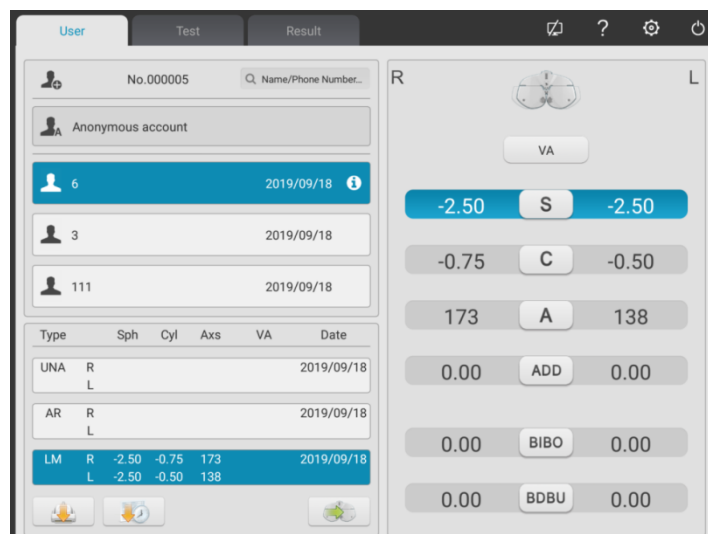 User Test Result ?
No.000005 Name/Phone Number...
Anonymous account
6 2019/09/18
3 2019/09/18
111 2019/09/18
Type Sph Cyl Axs VA Date
UNA R 2019/09/18
L
AR R 2019/09/18
L
LM R -2.50 -0.75 173 2019/09/18
L -2.50 -0.50 138
R L
VA
-2.50 S -2.50
-0.75 C -0.50
173 A 138
0.00 ADD 0.00
0.00 BIBO 0.00
0.00 BDBU 0.00